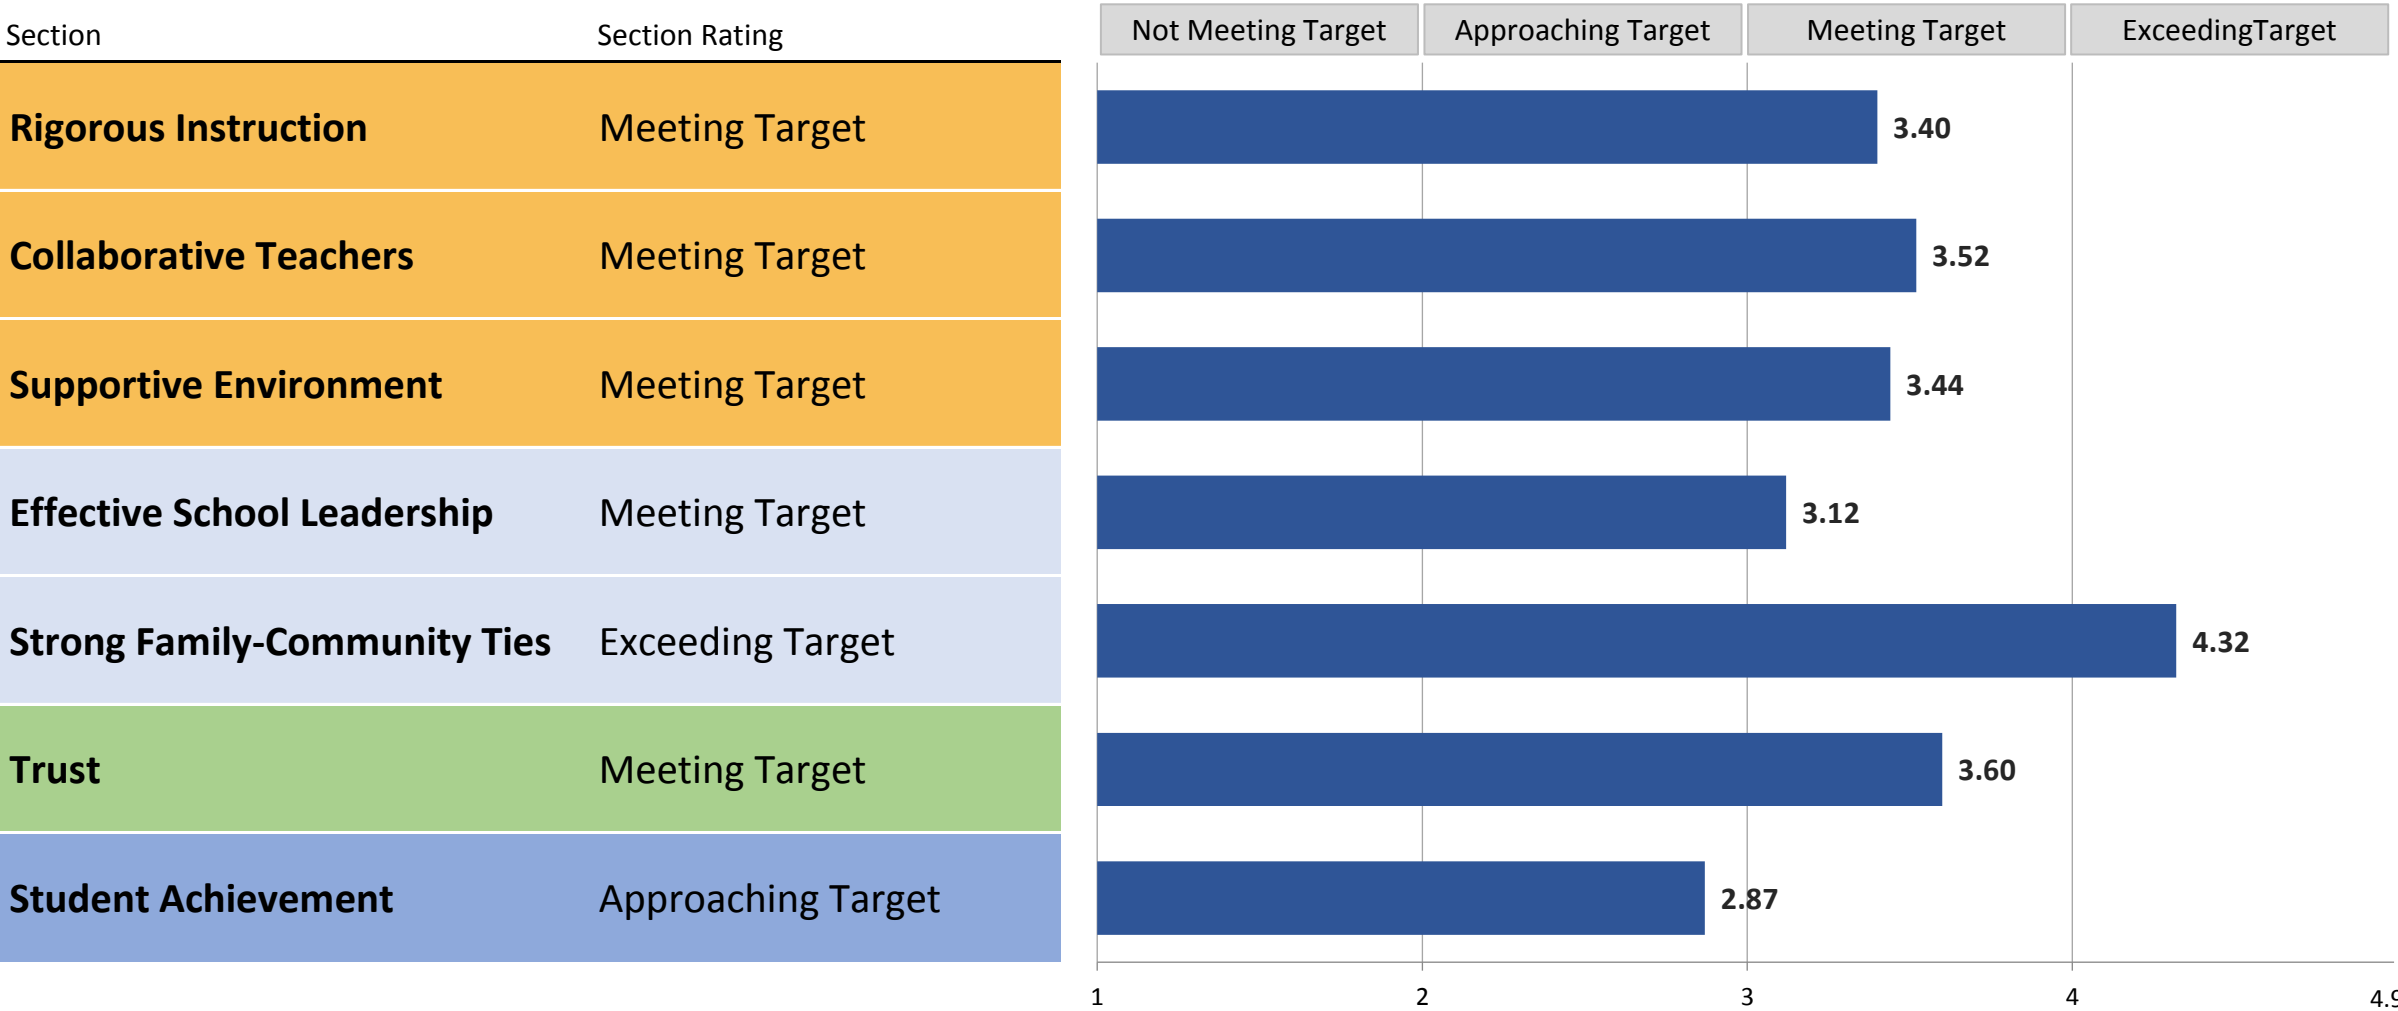 Section Section Rating Not Meeting Target Approaching Target Meeting Target ExceedingTarget
Rigorous Instruction Meeting Target 3.40
Collaborative Teachers Meeting Target 3.52
Supportive Environment Meeting Target 3.44
Effective School Leadership Meeting Target 3.12
Strong Family-Community Ties Exceeding Target 4.32
Trust Meeting Target 3.60
Student Achievement Approaching Target 2.87
1 2 3 4